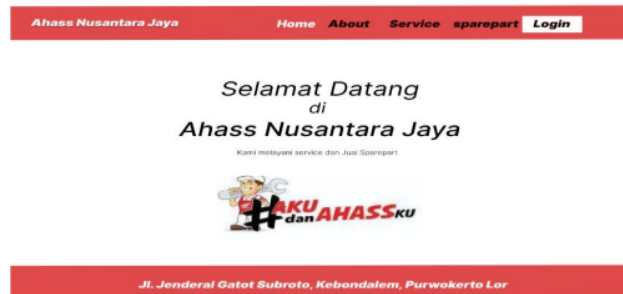 Ahass Nusantara Jaya Home About Service sparepart Login
Selamat Datang
di
Ahass Nusantara Jaya
Kami melayani service dan Jual Sparepart
HAKU
dan AHASSKU
Jl. Jenderal Gatot Subroto, Kebondalem, Purwokerto Lor